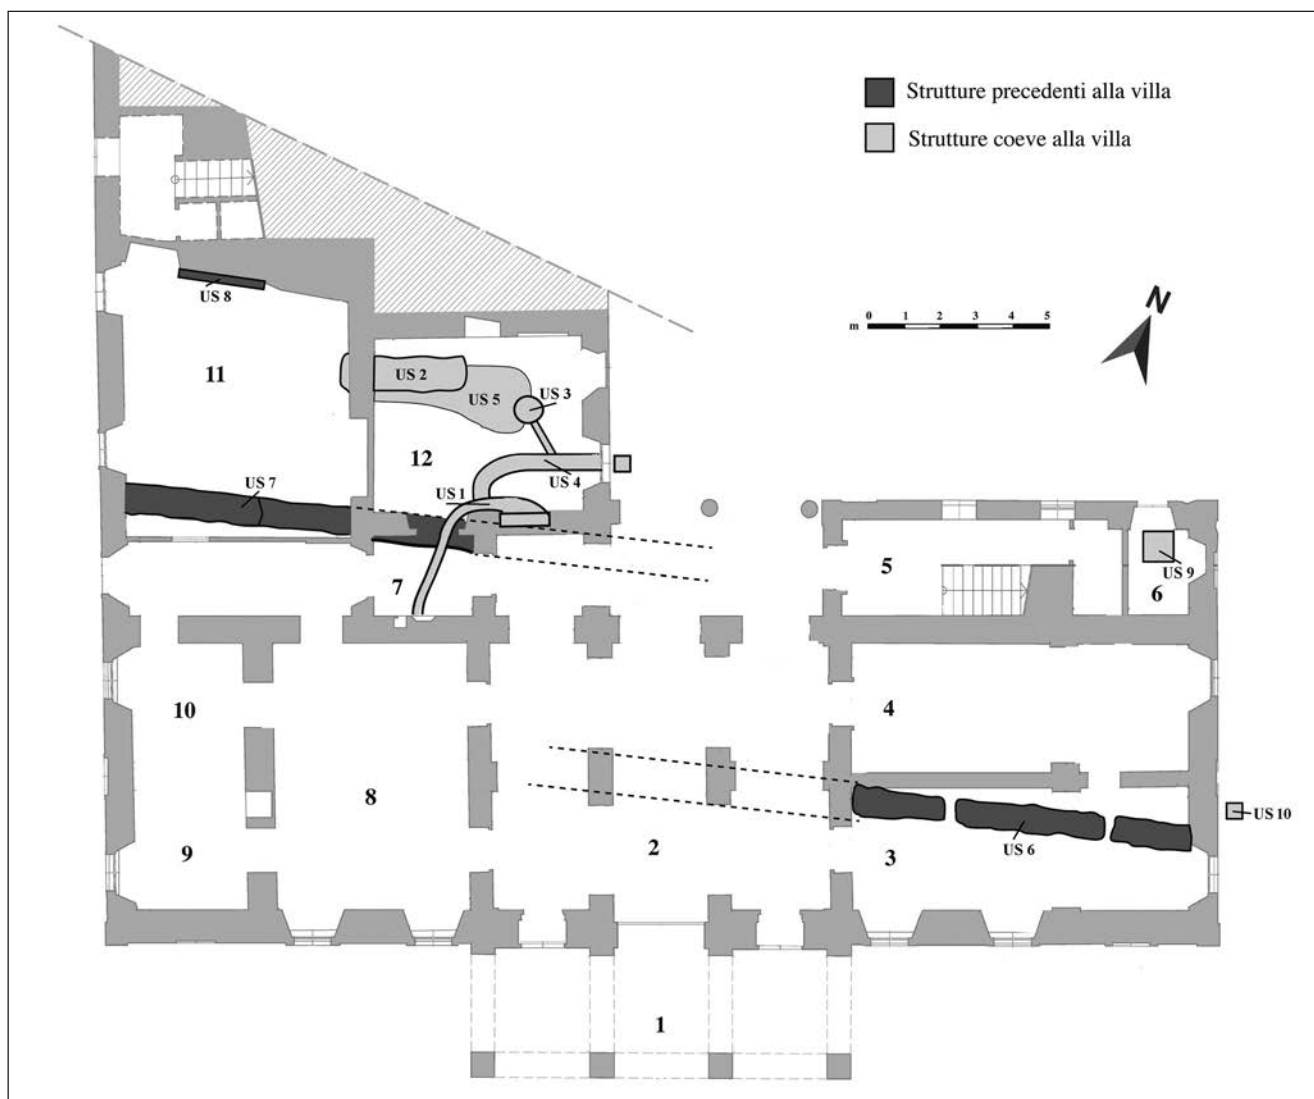 Strutture precedenti alla villa
Strutture coeve alla villa
N
0 1 2 3 4 5
m
US 8
11
US 2
US 5
US 3
12
US 7
US 1
US 4
7
5
US 9
6
10
4
8
9
2
3
US 6
US 10
1